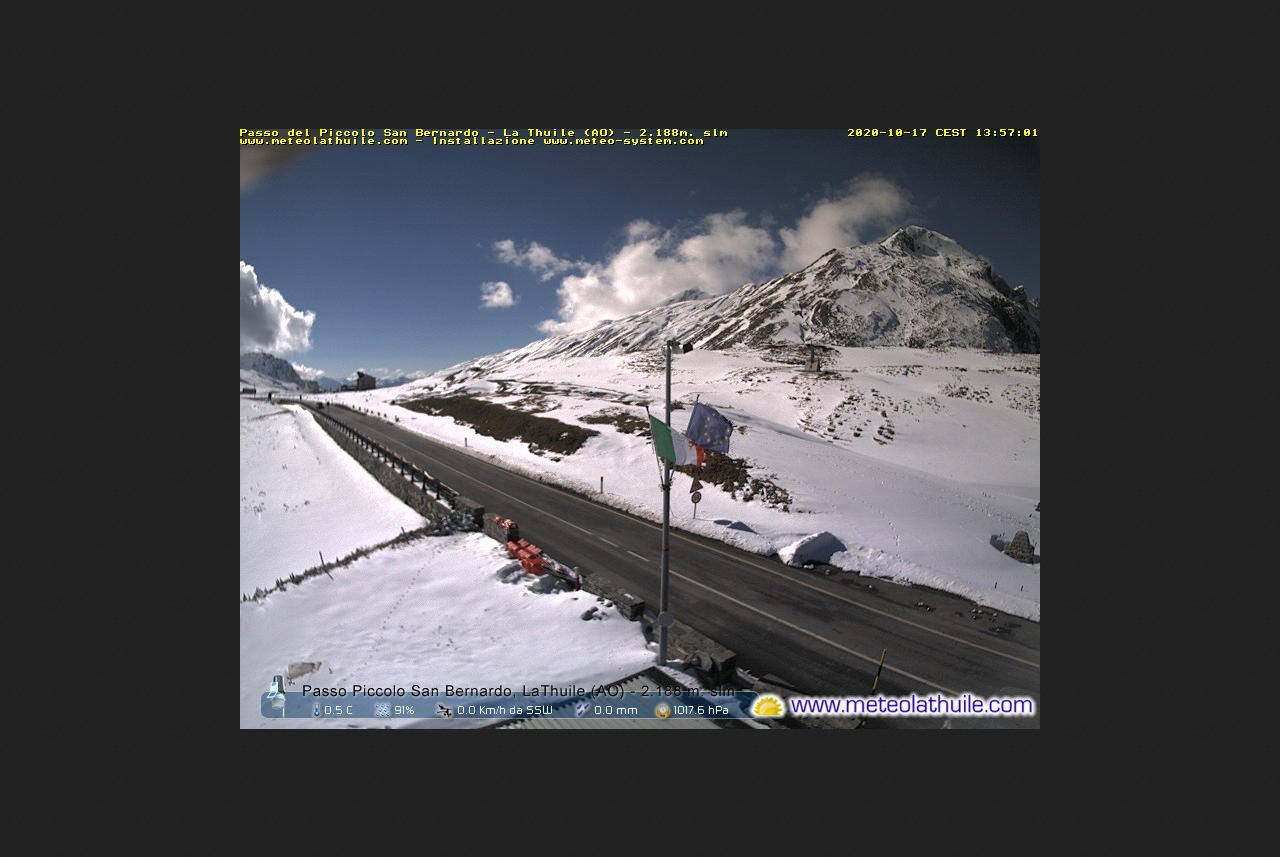 Passo del Piccolo San Bernardo - La Thuile (AO) - 2.188m. slm
2020-10-17 CEST 13:57:01
www.meteolathuile.com - Installazione www.meteo-system.com
Passo Piccolo San Bernardo, LaThuile (AO) - 2.188 m. slm
0.5 C 91% 0.0 Km/h da SSW 0.0 mm 1017.6 hPa
www.meteolathuile.com